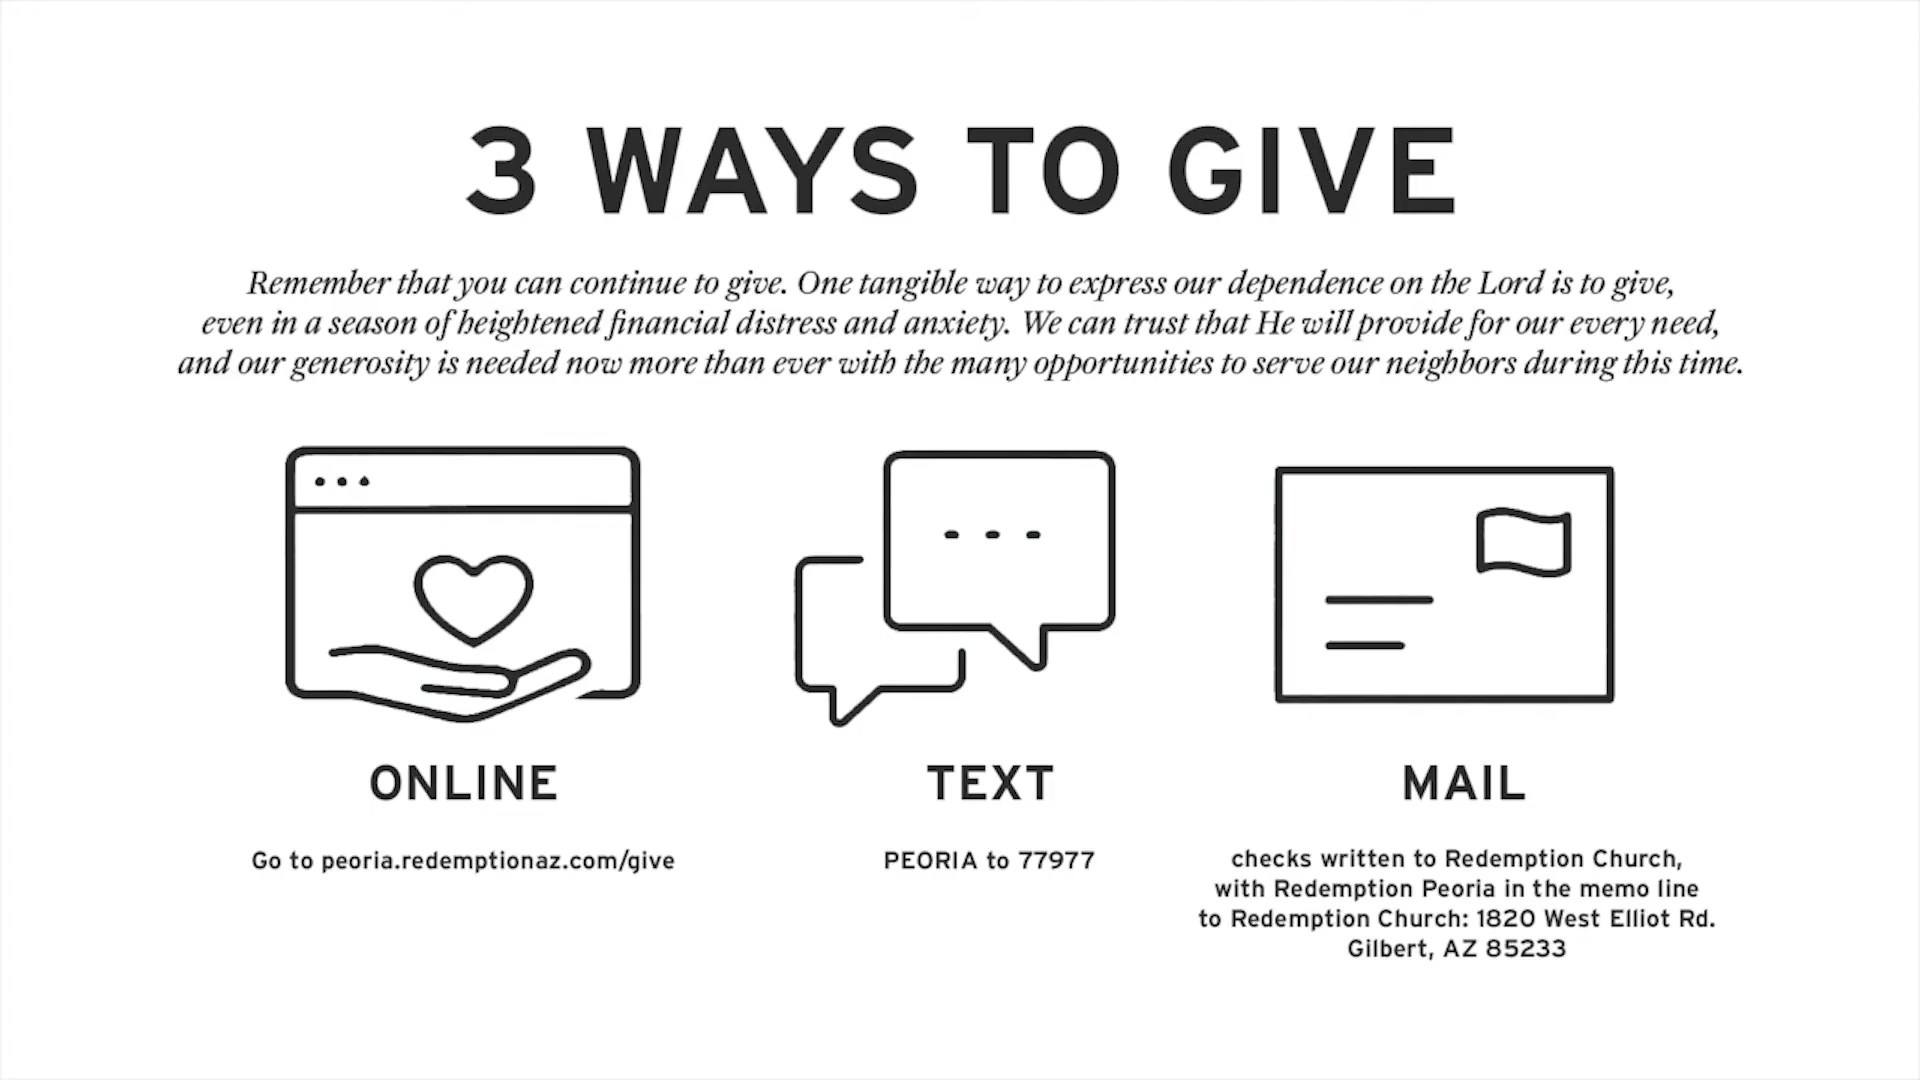 3 WAYS TO GIVE
Remember that you can continue to give. One tangible way to express our dependence on the Lord is to give,
even in a season of heightened financial distress and anxiety. We can trust that He will provide for our every need,
and our generosity is needed now more than ever with the many opportunities to serve our neighbors during this time.
ONLINE
Go to peoria.redemptionaz.com/give
TEXT
PEORIA to 77977
MAIL
checks written to Redemption Church,
with Redemption Peoria in the memo line
to Redemption Church: 1820 West Elliot Rd.
Gilbert, AZ 85233